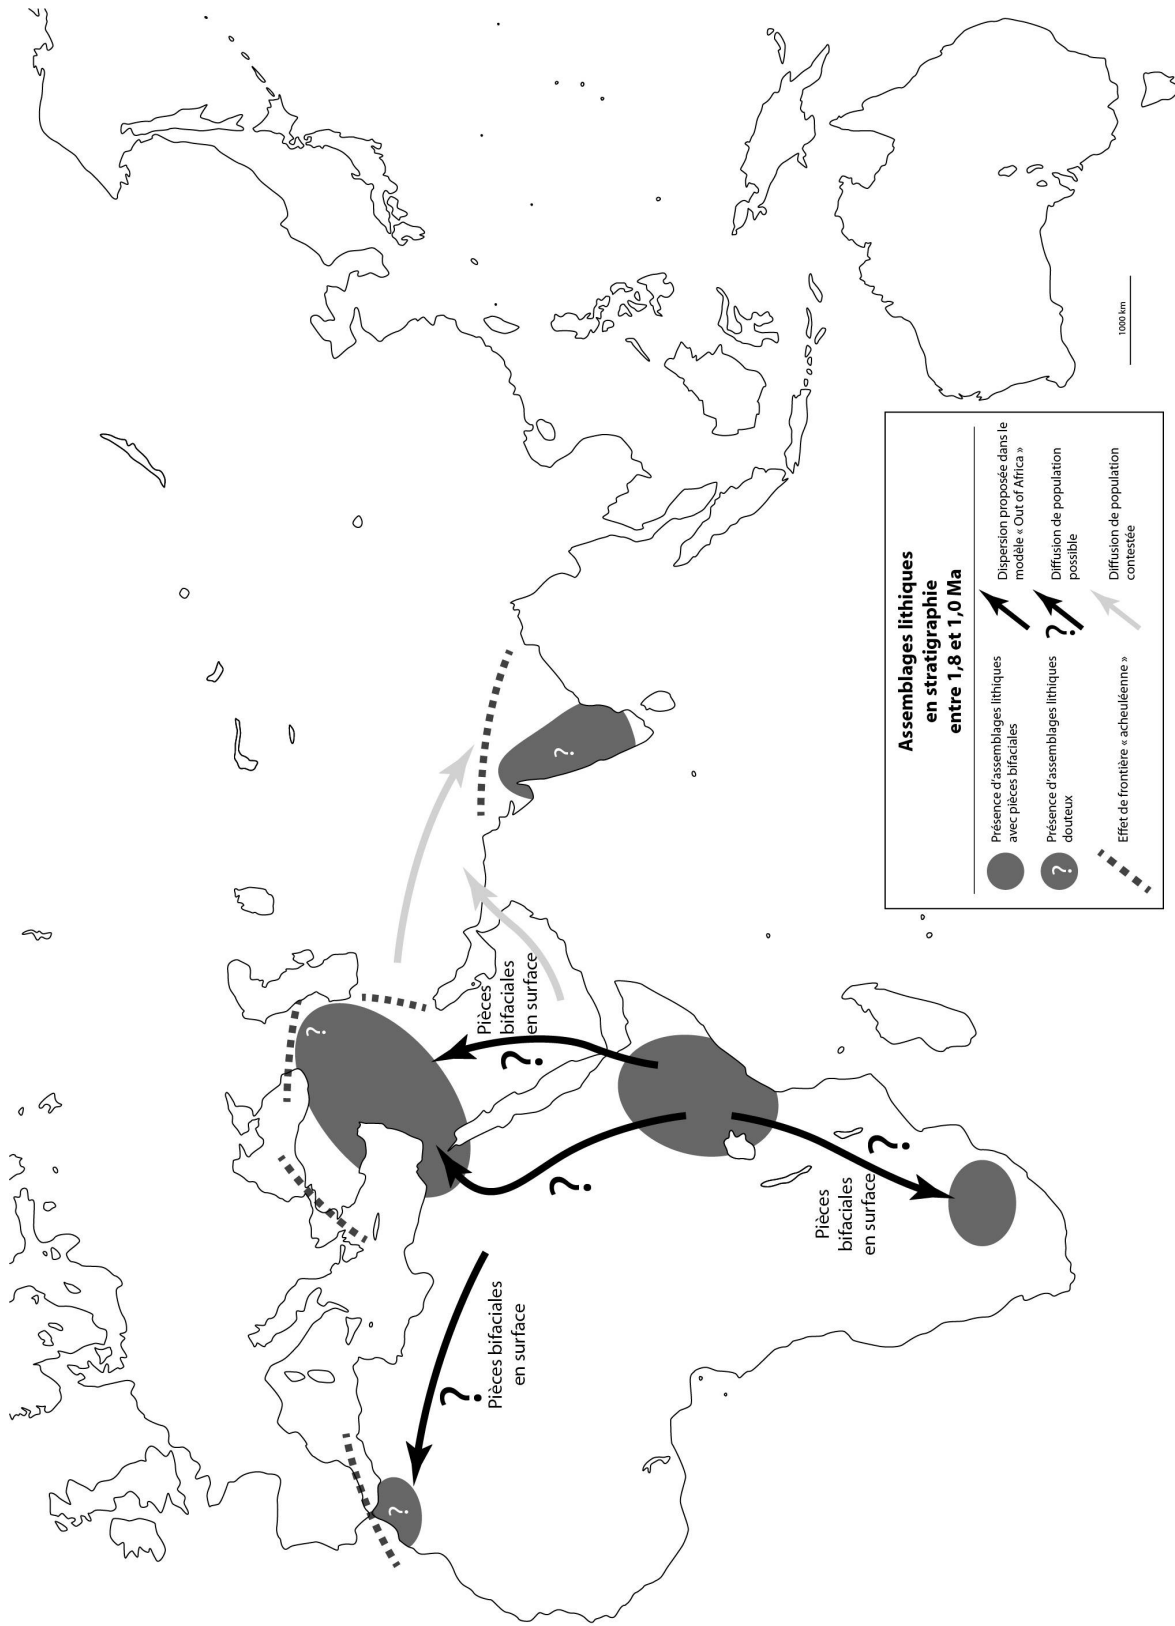 Pièces bifaciales
en surface
?
?
Pièces
bifaciales
en surface
?
?
Pièces
bifaciales
en surface
?
?
?
?
Assemblages lithiques
en stratigraphie
entre 1,8 et 1,0 Ma
Présence d'assemblages lithiques
avec pièces bifaciales
?
Présence d'assemblages lithiques
douteux
Effet de frontière « acheuléenne »
Dispersion proposée dans le
modèle « Out of Africa »
?
Diffusion de population
possible
Diffusion de population
contestée
1000 km